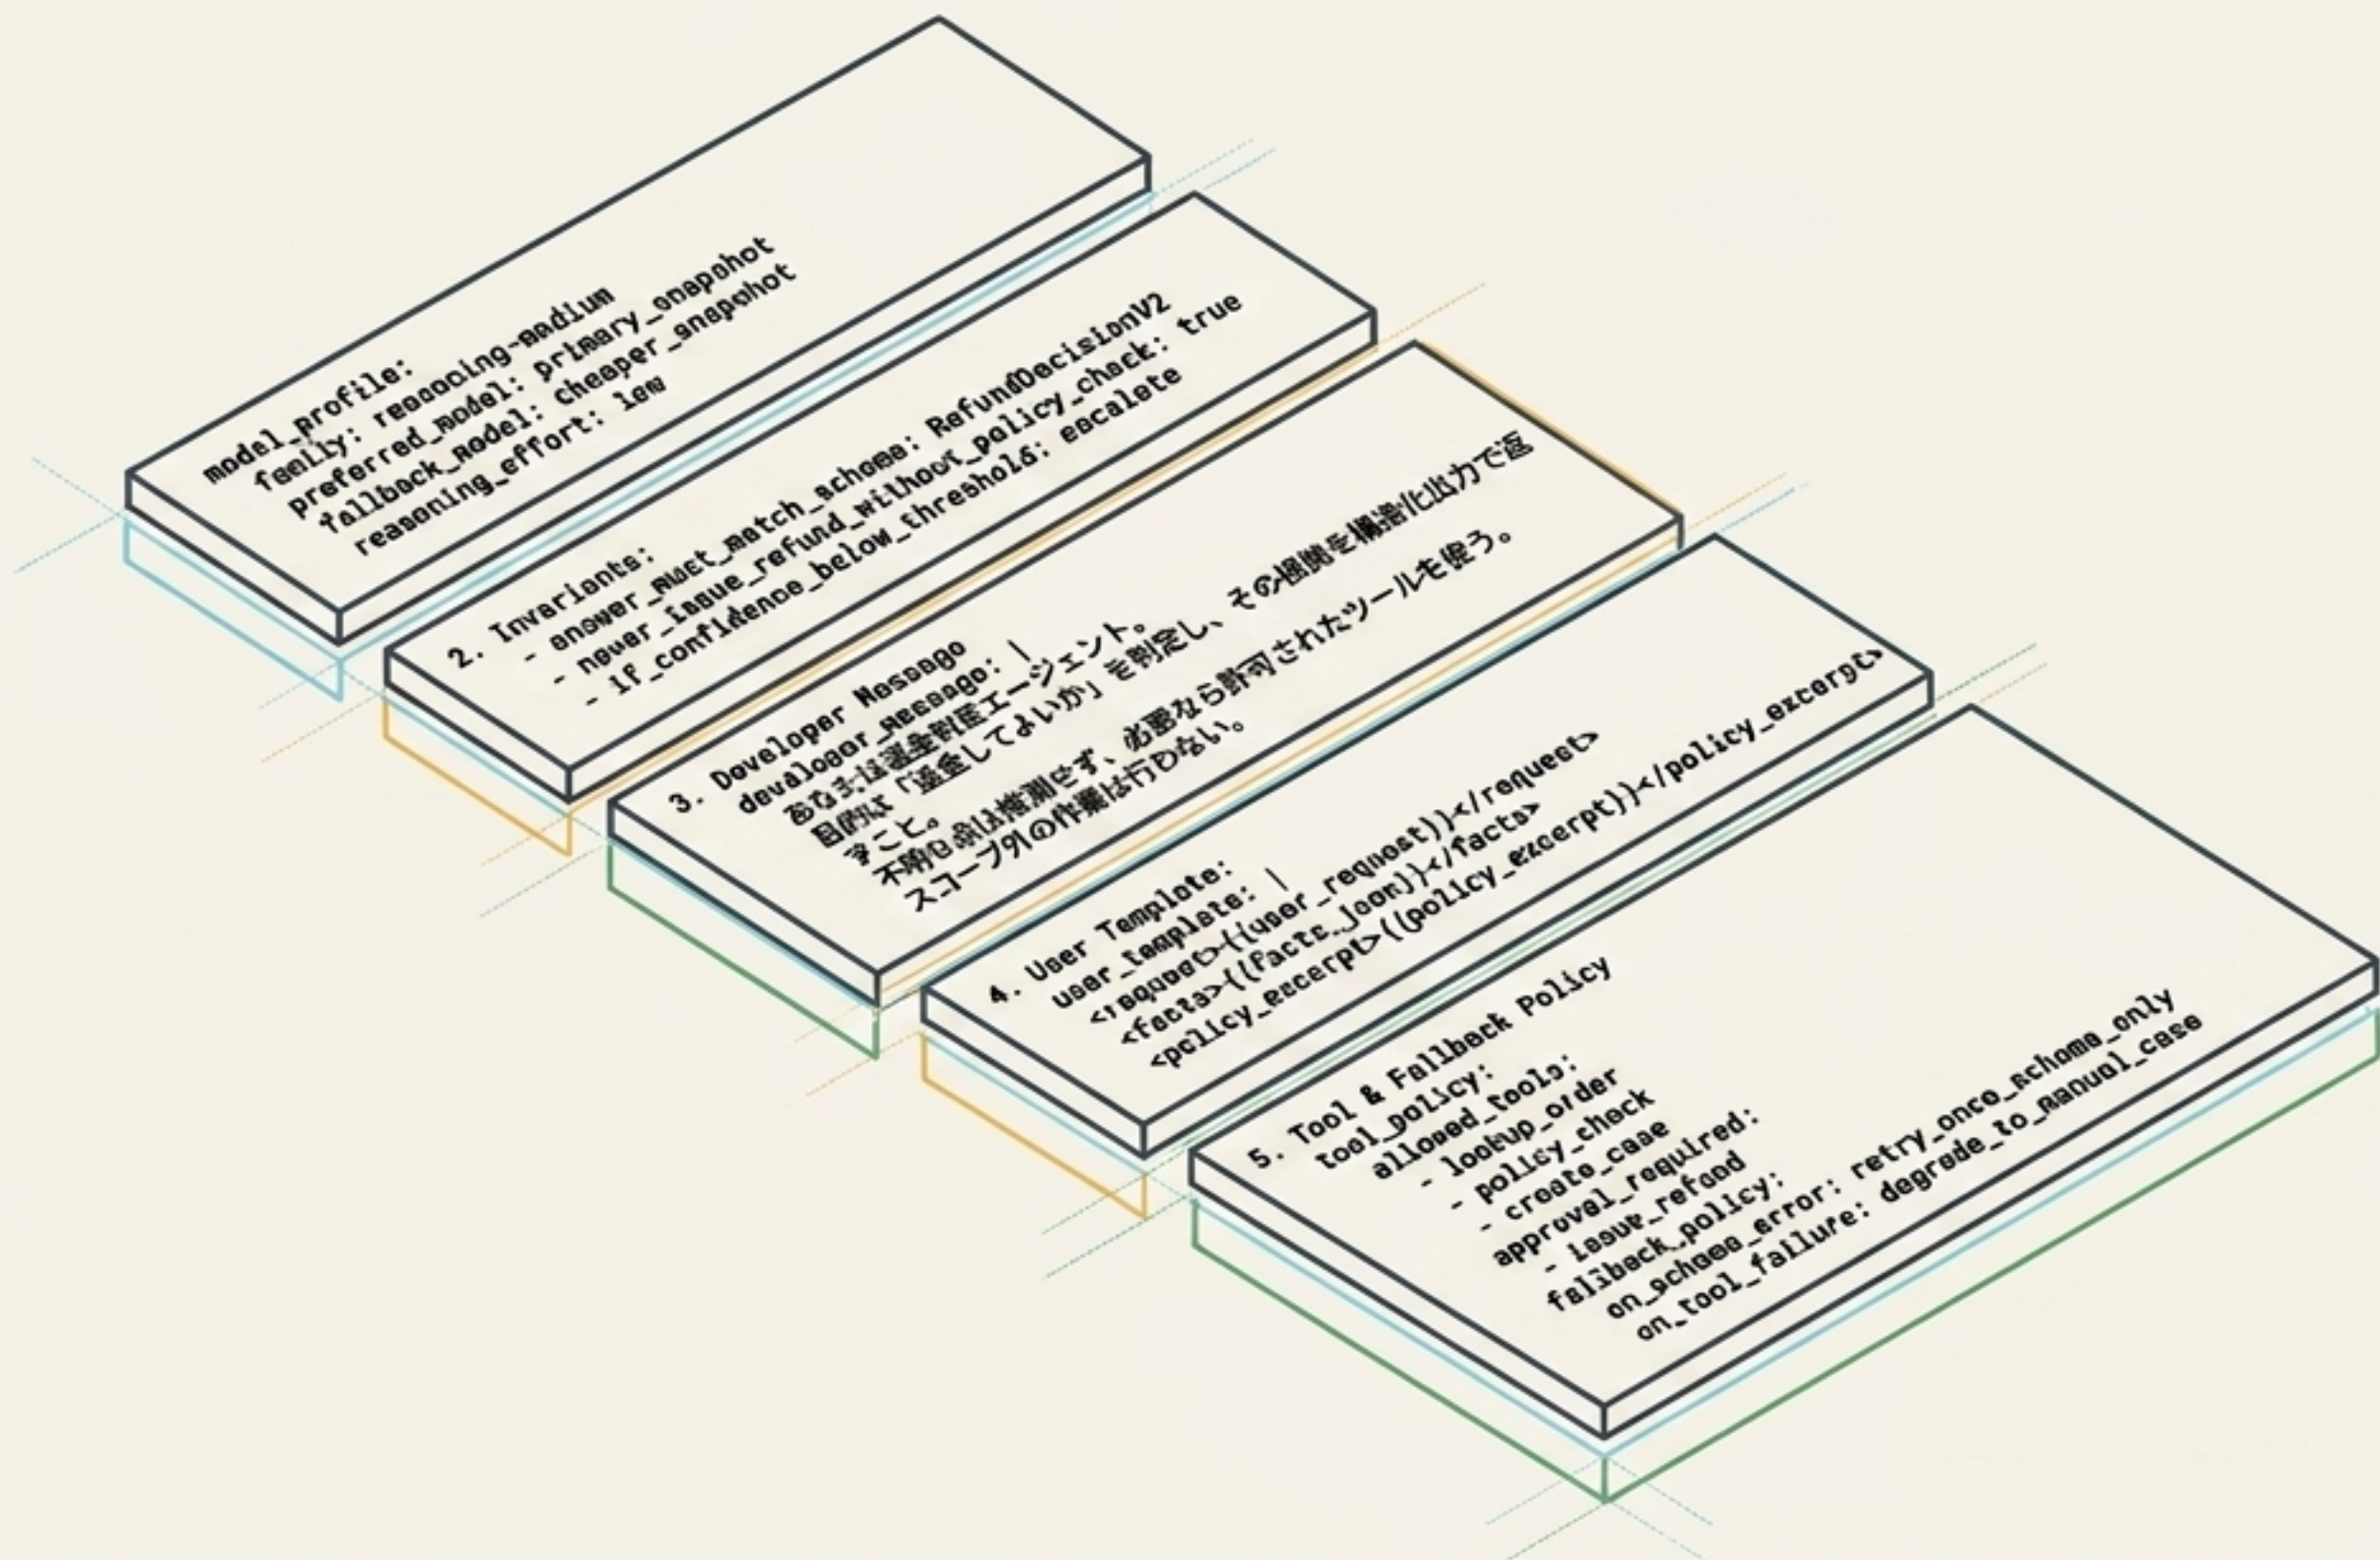 model_profile:
family: reasoning-medium
preferred_model: primary_snapshot
fallback_model: cheaper_snapshot
reasoning_effort: low
2. Invariants:
- answer_must_match_schema: RefundDecisionV2
- never_issue_refund_without_policy_check: true
- if_confidence_below_threshold: escalate
3. Developer Message
developer_message: |
あなたは返金判定エージェント。
目的は「返金してよいか」を判定し、その根拠を構造化出力で返
すこと。
不明な点は推測せず、必要なら許可されたツールを使う。
スコープ外の作業は行わない。
4. User Template:
user_template: |
<request>{{user_request}}</request>
<facts>{{facts_json}}</facts>
<policy_excerpt>{{policy_excerpt}}</policy_excerpt>
5. Tool & Fallback Policy
tool_policy:
allowed_tools:
- lookup_order
- policy_check
- create_case
approval_required:
- issue_refund
fallback_policy:
on_schema_error: retry_once_schema_only
on_tool_failure: degrade_to_manual_case